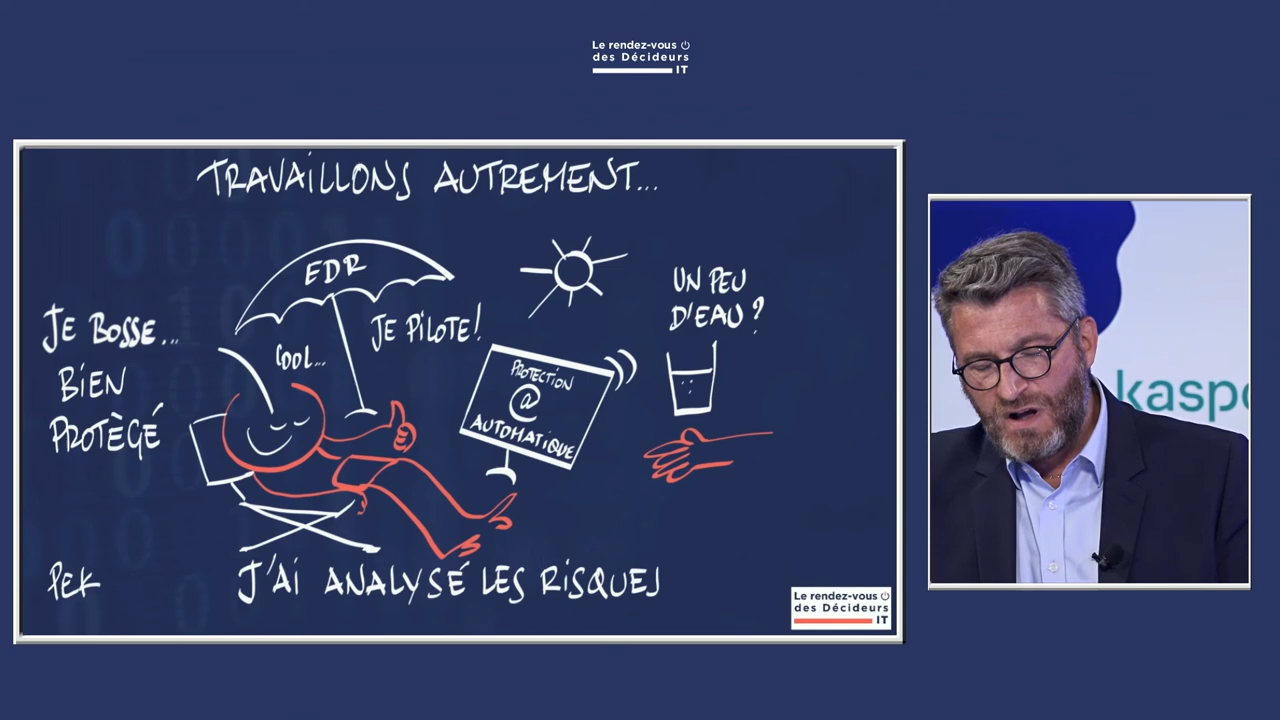 Le rendez-vous
des Décideurs
IT
TRAVAILLONS AUTREMENT...
EDR
JE BOSSE...
BIEN
PROTÈGÉ
COOL...
JE PILOTE!
UN PEU
D'EAU?
PROTECTION
@
AUTOMATIQUE
J'AI ANALYSÉ LES RISQUES
PEK
Le rendez-vous
des Décideurs
IT
kaspe